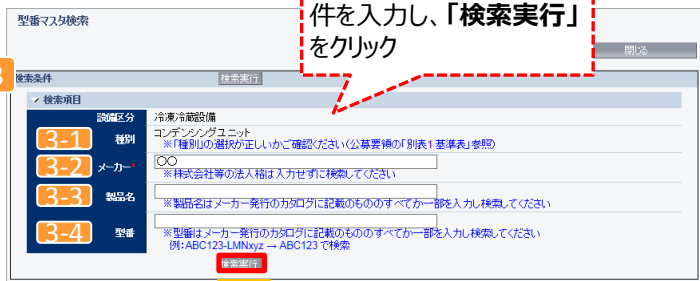 件を入力し、「検索実行」
をクリック
型番マスタ検索
閉じる
3
検索条件
検索実行
検索項目
設備区分 冷凍冷蔵設備
3-1 種別 コンデンシングユニット
※「種別」の選択が正しいかご確認ください(公募要領の「別表1 基準表」参照)
3-2 メーカー* 〇〇
※株式会社等の法人格は入力せずに検索してください
3-3 製品名
※製品名はメーカー発行のカタログに記載のもののすべてか一部を入力し検索してください
3-4 型番
※型番はメーカー発行のカタログに記載のもののすべてか一部を入力し検索してください
例:ABC123-LMNxyz → ABC123 で検索
検索実行